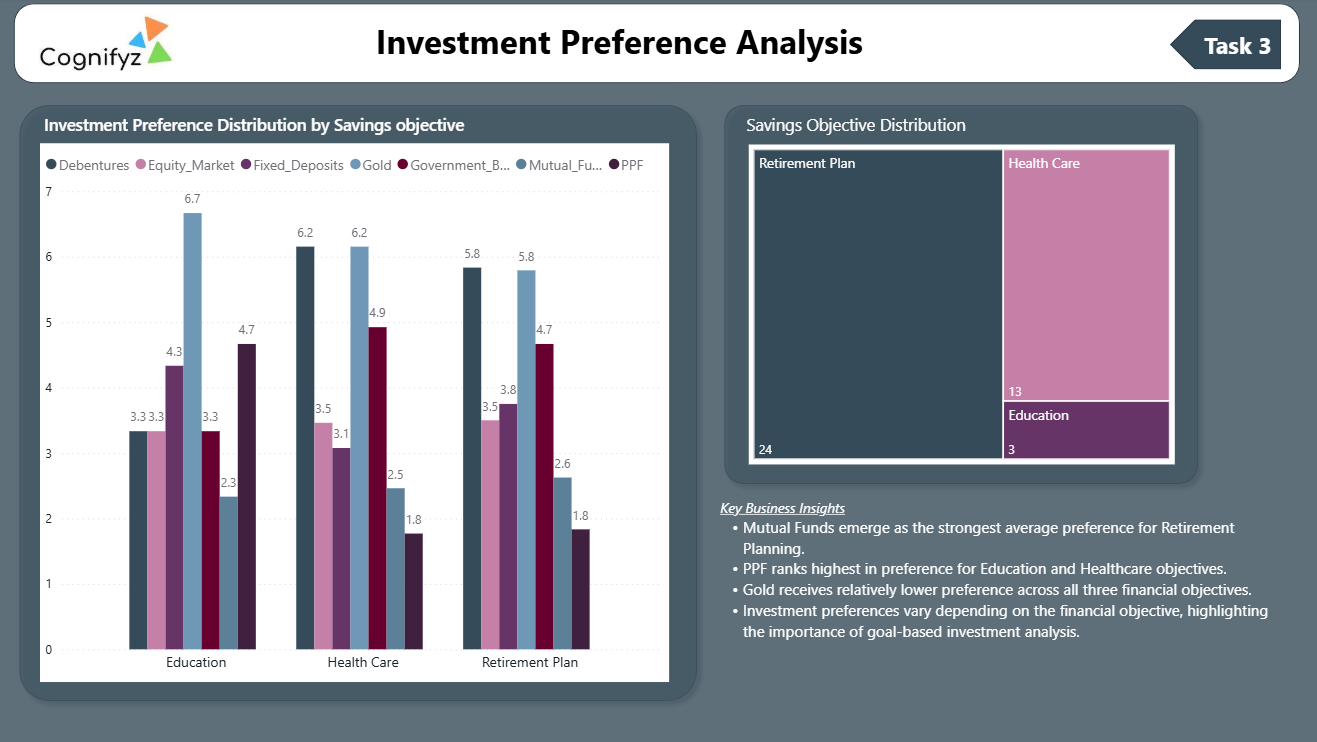 Cognifyz
Investment Preference Analysis
Task 3
Investment Preference Distribution by Savings objective
Debentures Equity_Market Fixed_Deposits Gold Government_B... Mutual_Fu... PPF
7
6
5
4
3
2
1
0
3.3 3.3 4.3 6.7 3.3 2.3 4.7
6.2 3.5 3.1 6.2 4.9 2.5 1.8
5.8 3.5 3.8 5.8 4.7 2.6 1.8
Education Health Care Retirement Plan
Savings Objective Distribution
Retirement Plan
24
Health Care
13
Education
3
Key Business Insights
• Mutual Funds emerge as the strongest average preference for Retirement
Planning.
• PPF ranks highest in preference for Education and Healthcare objectives.
• Gold receives relatively lower preference across all three financial objectives.
• Investment preferences vary depending on the financial objective, highlighting
the importance of goal-based investment analysis.